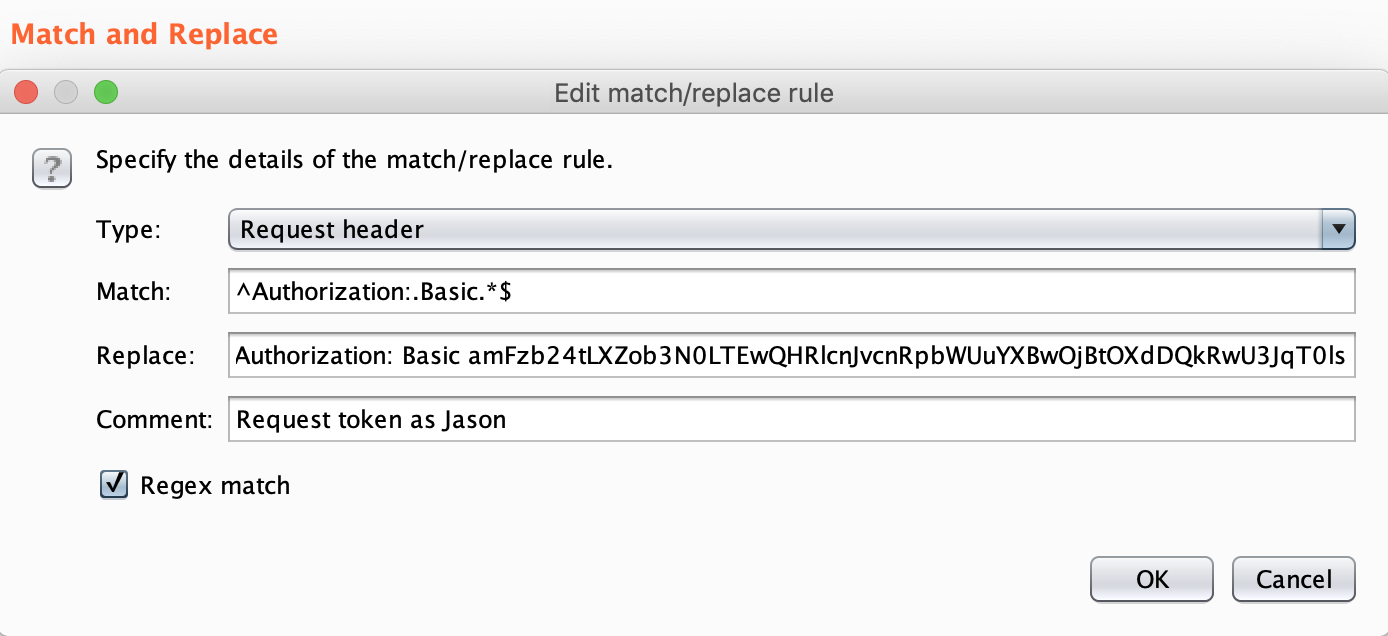 Match and Replace
Edit match/replace rule
?
Specify the details of the match/replace rule.
Type: Request header
Match: ^Authorization:.Basic.*$
Replace: Authorization: Basic amFzb24tLXZob3N0LTEwQHRlcnJvcnRpbWUuYXBwOjBtOXdDQkRwU3JqT0ls
Comment: Request token as Jason
Regex match
OK Cancel